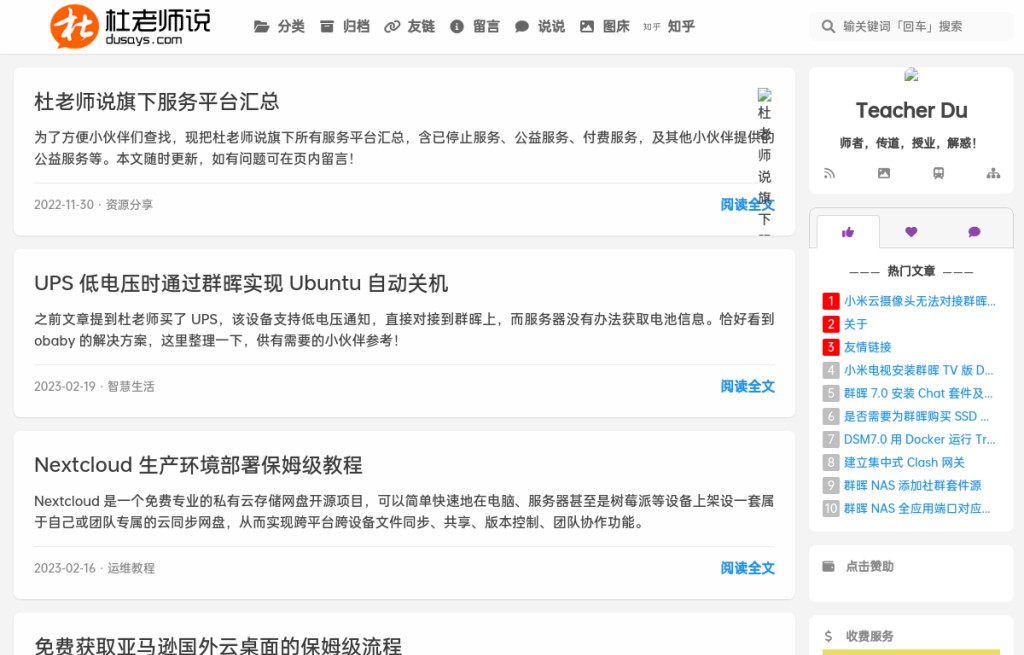 杜老师说
dusays.com
分类 归档 友链 留言 说说 图床 知乎 知乎
输关键词「回车」搜索
杜老师说旗下服务平台汇总
为了方便小伙伴们查找，现把杜老师说旗下所有服务平台汇总，含已停止服务、公益服务、付费服务，及其他小伙伴提供的
公益服务等。本文随时更新，如有问题可在页内留言！
杜
老
师
说
旗
下
2022-11-30 · 资源分享
阅读全文
UPS 低电压时通过群晖实现 Ubuntu 自动关机
之前文章提到杜老师买了 UPS，该设备支持低电压通知，直接对接到群晖上，而服务器没有办法获取电池信息。恰好看到
obaby 的解决方案，这里整理一下，供有需要的小伙伴参考！
2023-02-19 · 智慧生活
阅读全文
Nextcloud 生产环境部署保姆级教程
Nextcloud 是一个免费专业的私有云存储网盘开源项目，可以简单快速地在电脑、服务器甚至是树莓派等设备上架设一套属
于自己或团队专属的云同步网盘，从而实现跨平台跨设备文件同步、共享、版本控制、团队协作功能。
2023-02-16 · 运维教程
阅读全文
免费获取亚马逊国外云桌面的保姆级流程
Teacher Du
师者，传道，授业，解惑！
——— 热门文章 ———
1 小米云摄像头无法对接群晖...
2 关于
3 友情链接
4 小米电视安装群晖 TV 版 D...
5 群晖 7.0 安装 Chat 套件及...
6 是否需要为群晖购买 SSD ...
7 DSM7.0 用 Docker 运行 Tr...
8 建立集中式 Clash 网关
9 群晖 NAS 添加社群套件源
10 群晖 NAS 全应用端口对应...
点击赞助
收费服务